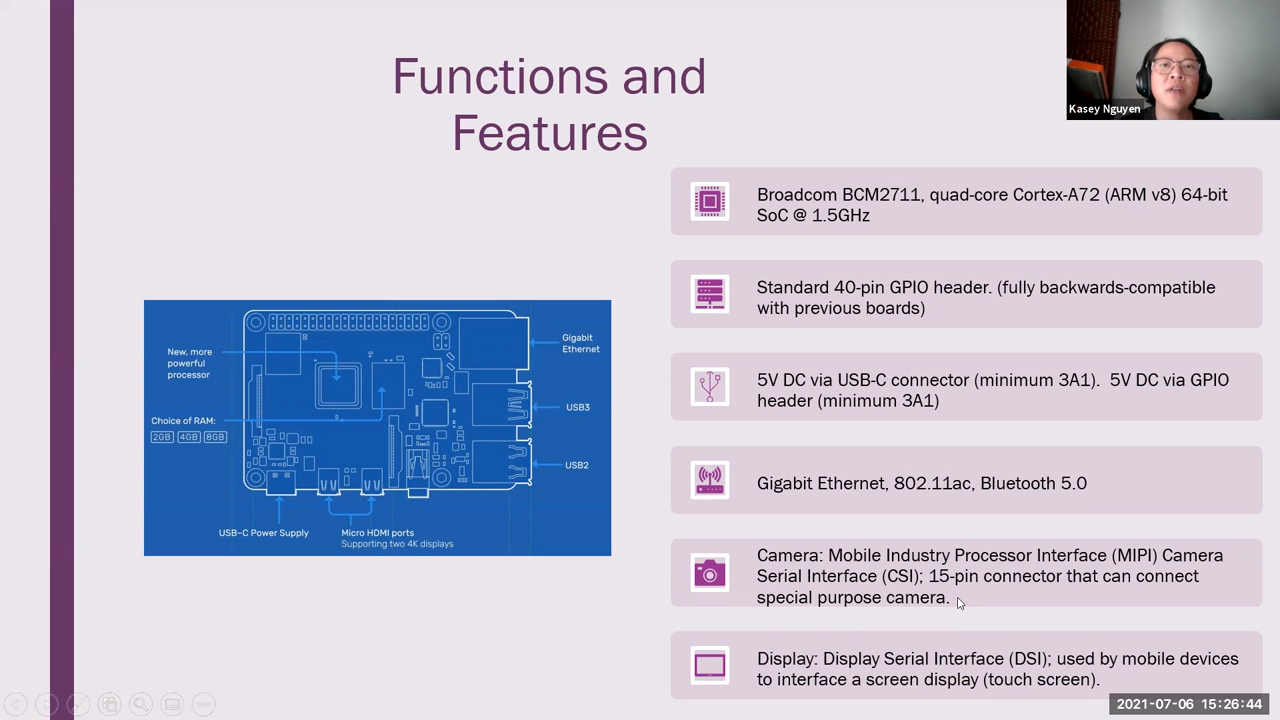 Functions and
Features
Kasey Nguyen
Broadcom BCM2711, quad-core Cortex-A72 (ARM v8) 64-bit
SoC @ 1.5GHz
Standard 40-pin GPIO header. (fully backwards-compatible
with previous boards)
5V DC via USB-C connector (minimum 3A1).  5V DC via GPIO
header (minimum 3A1)
Gigabit Ethernet, 802.11ac, Bluetooth 5.0
Camera: Mobile Industry Processor Interface (MIPI) Camera
Serial Interface (CSI); 15-pin connector that can connect
special purpose camera.
Display: Display Serial Interface (DSI); used by mobile devices
to interface a screen display (touch screen).
New, more
powerful
processor
Choice of RAM:
2GB 4GB 8GB
Gigabit
Ethernet
USB3
USB2
USB-C Power Supply
Micro HDMI ports
Supporting two 4K displays
2021-07-06 15:26:44